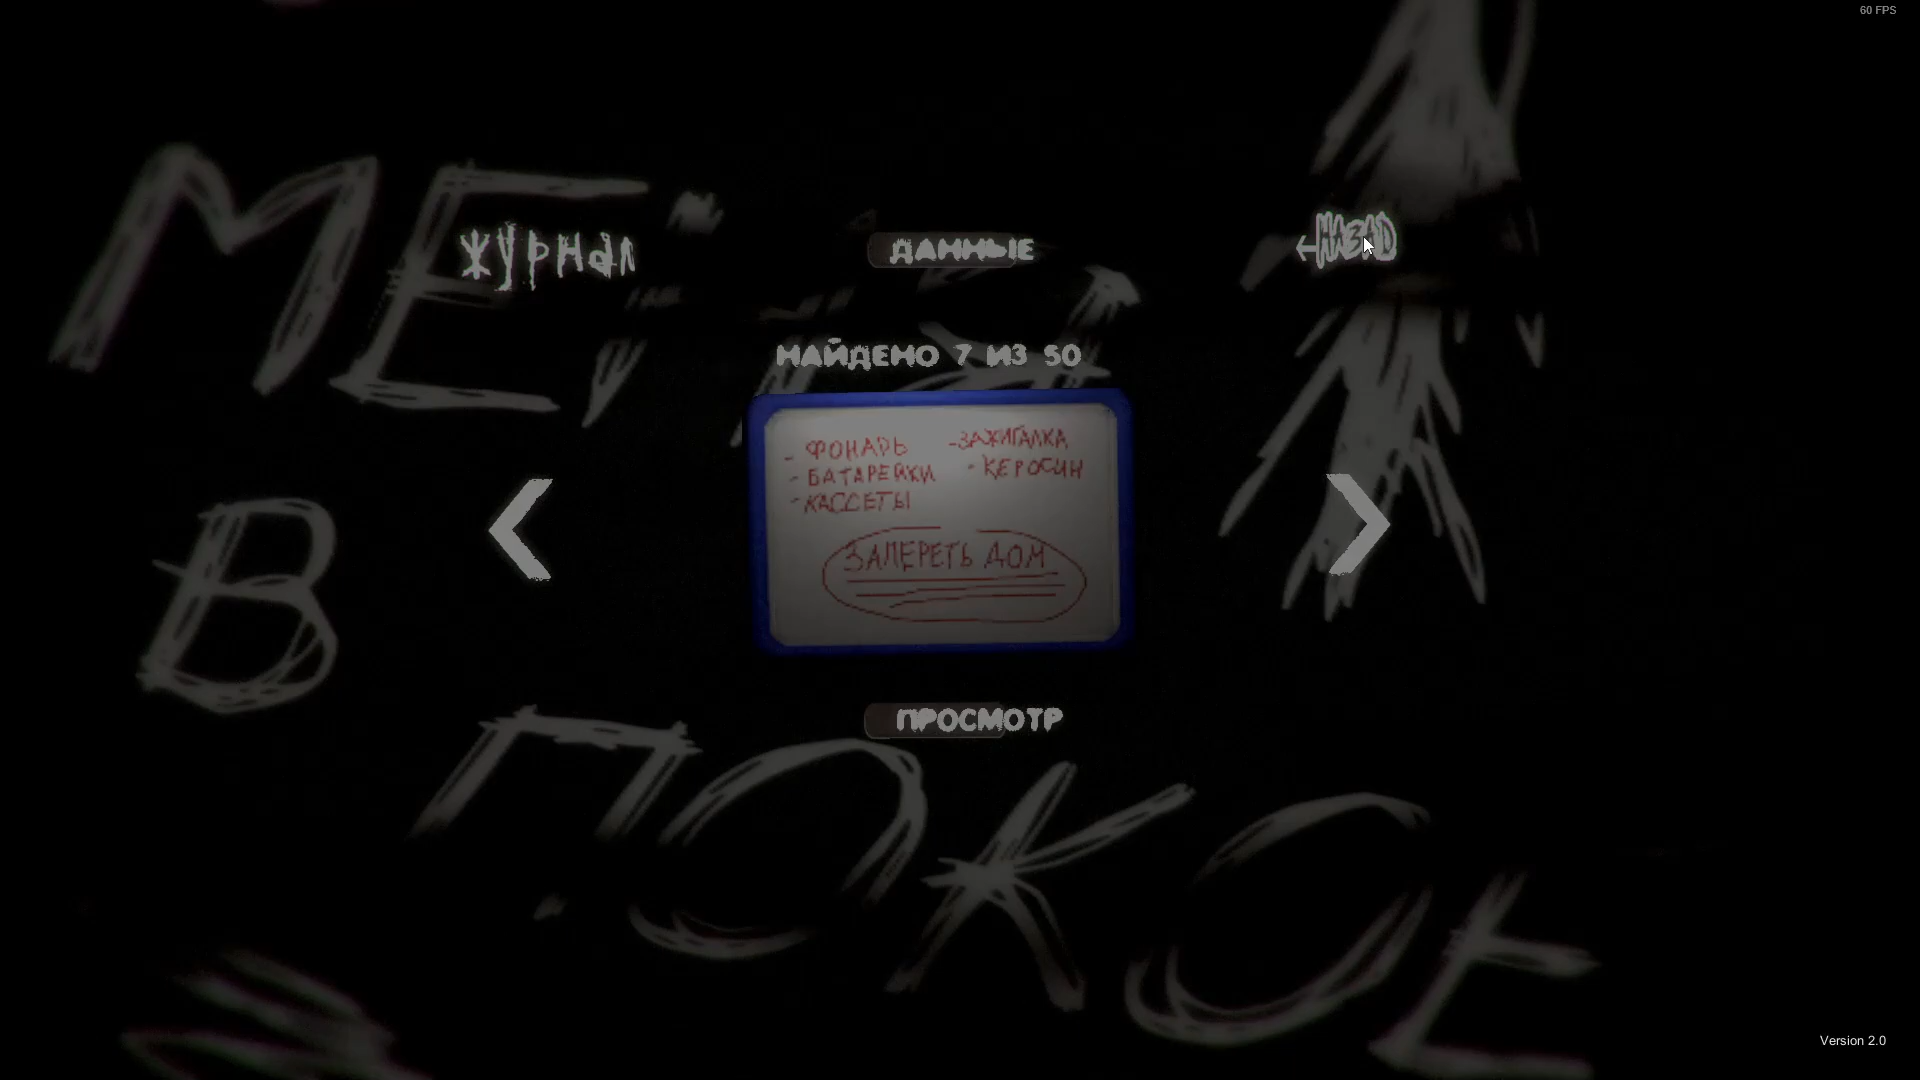 60 FPS
журнал
ДАННЫЕ
←НАЗАД
НАЙДЕНО 7 ИЗ 50
- ФОНАРЬ
- БАТАРЕЙКИ
- КАССЕТЫ
-ЗАЖИГАЛКА
- КЕРОСИН
ЗАПЕРЕТЬ ДОМ
ПРОСМОТР
В
ПОКОЕ
Version 2.0